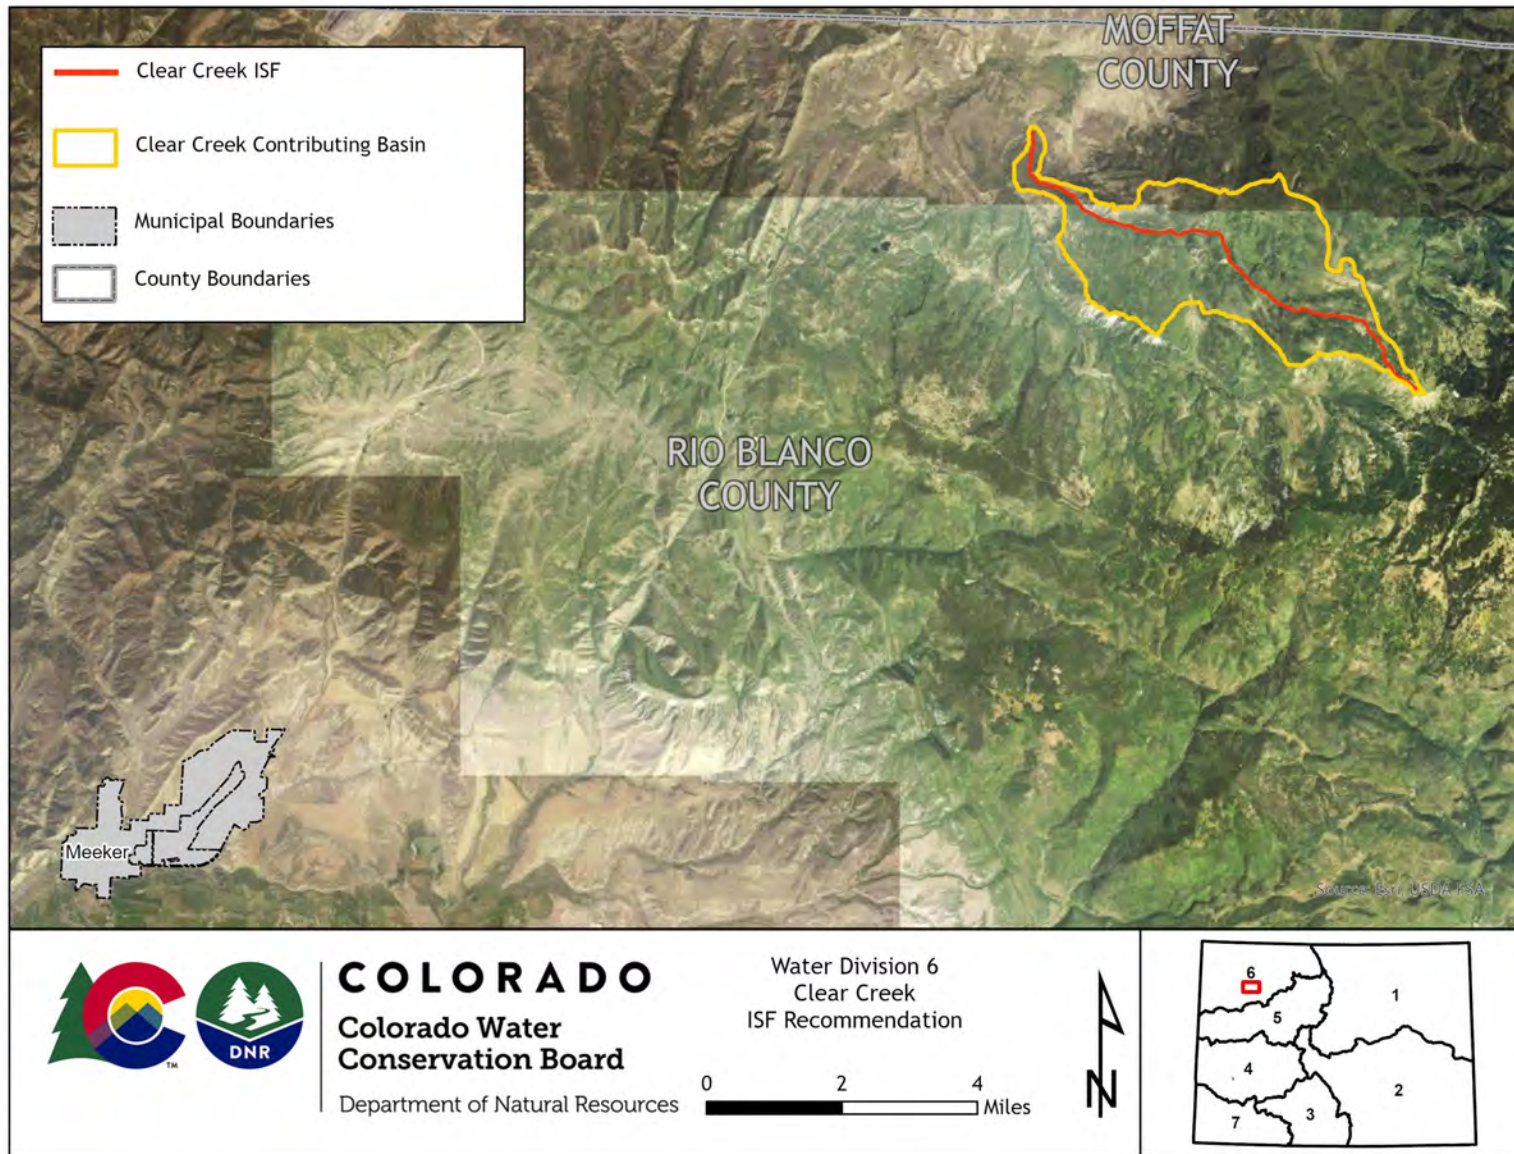 MOFFAT
COUNTY
Clear Creek ISF
Clear Creek Contributing Basin
Municipal Boundaries
County Boundaries
RIO BLANCO
COUNTY
Meeker
Source: Esri, USDA FSA
TM
DNR
COLORADO
Colorado Water
Conservation Board
Department of Natural Resources
Water Division 6
Clear Creek
ISF Recommendation
0 2 4
Miles
N
6
1
5
4
2
3
7